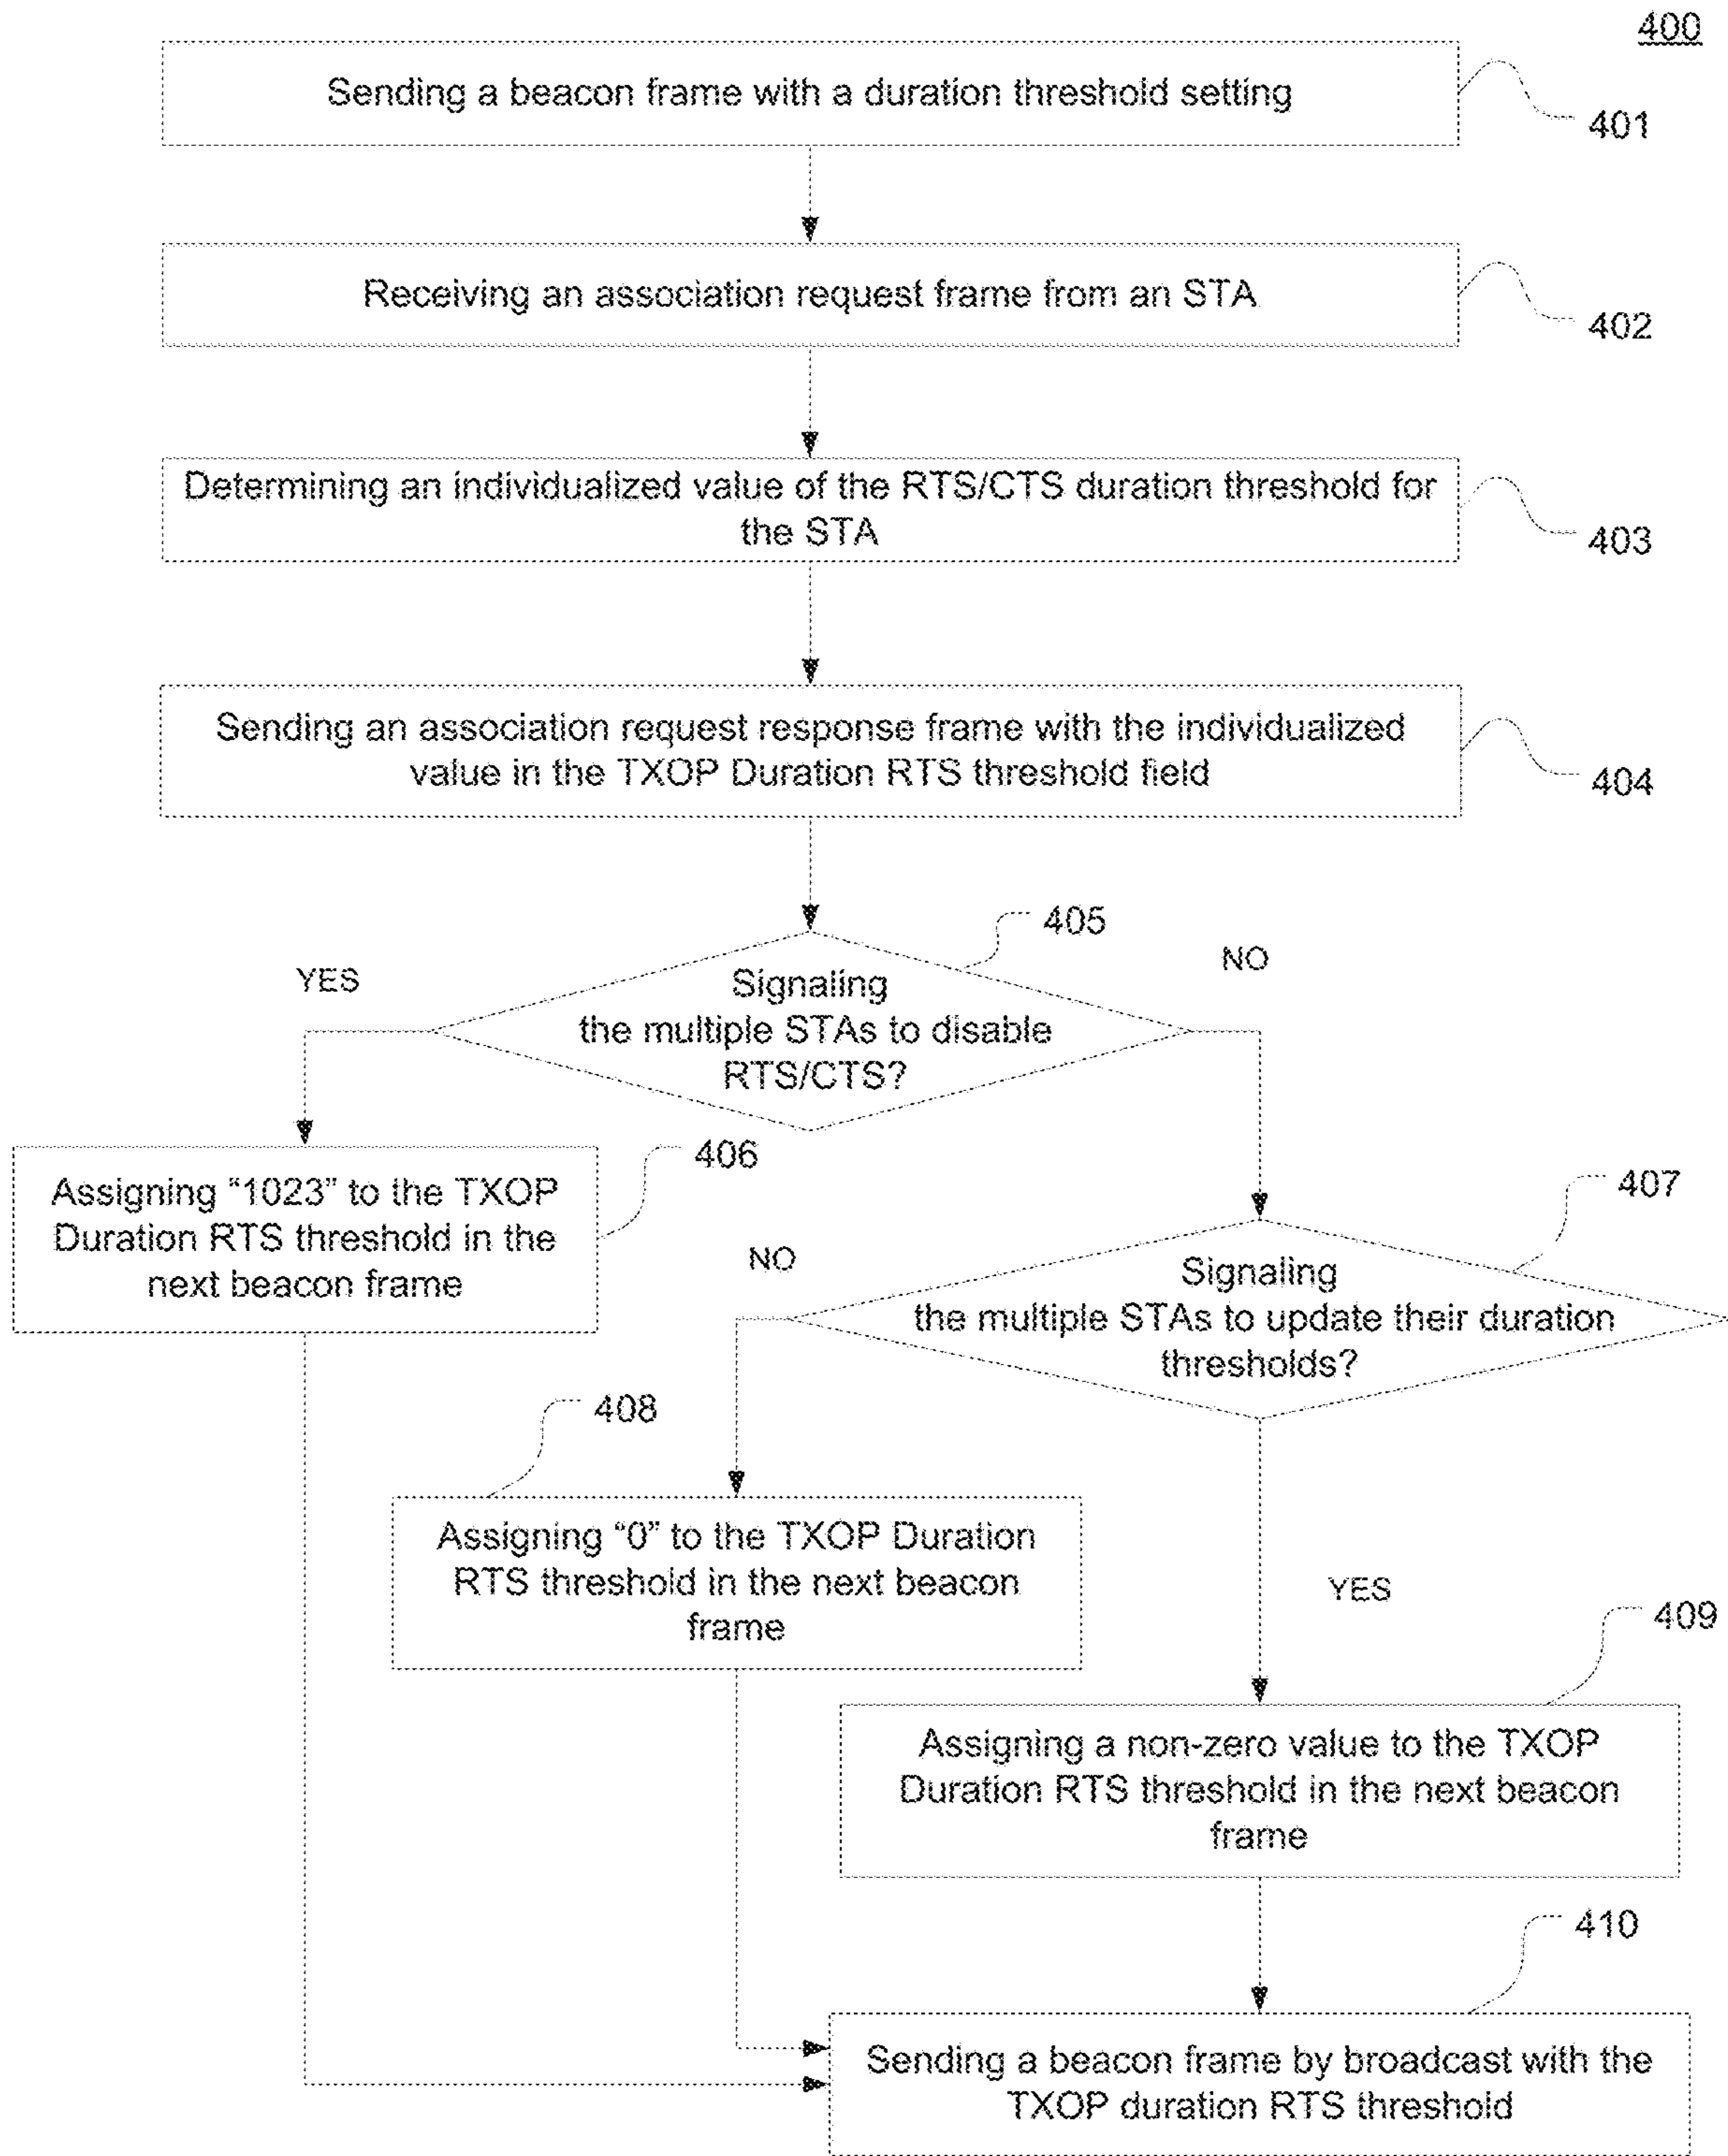 400
Sending a beacon frame with a duration threshold setting
401
Receiving an association request frame from an STA
402
Determining an individualized value of the RTS/CTS duration threshold for
the STA
403
Sending an association request response frame with the individualized
value in the TXOP Duration RTS threshold field
404
405
YES
NO
Signaling
the multiple STAs to disable
RTS/CTS?
406
Assigning “1023” to the TXOP
Duration RTS threshold in the
next beacon frame
407
NO
Signaling
the multiple STAs to update their duration
thresholds?
408
Assigning “0” to the TXOP Duration
RTS threshold in the next beacon
frame
YES
409
Assigning a non-zero value to the TXOP
Duration RTS threshold in the next beacon
frame
410
Sending a beacon frame by broadcast with the
TXOP duration RTS threshold